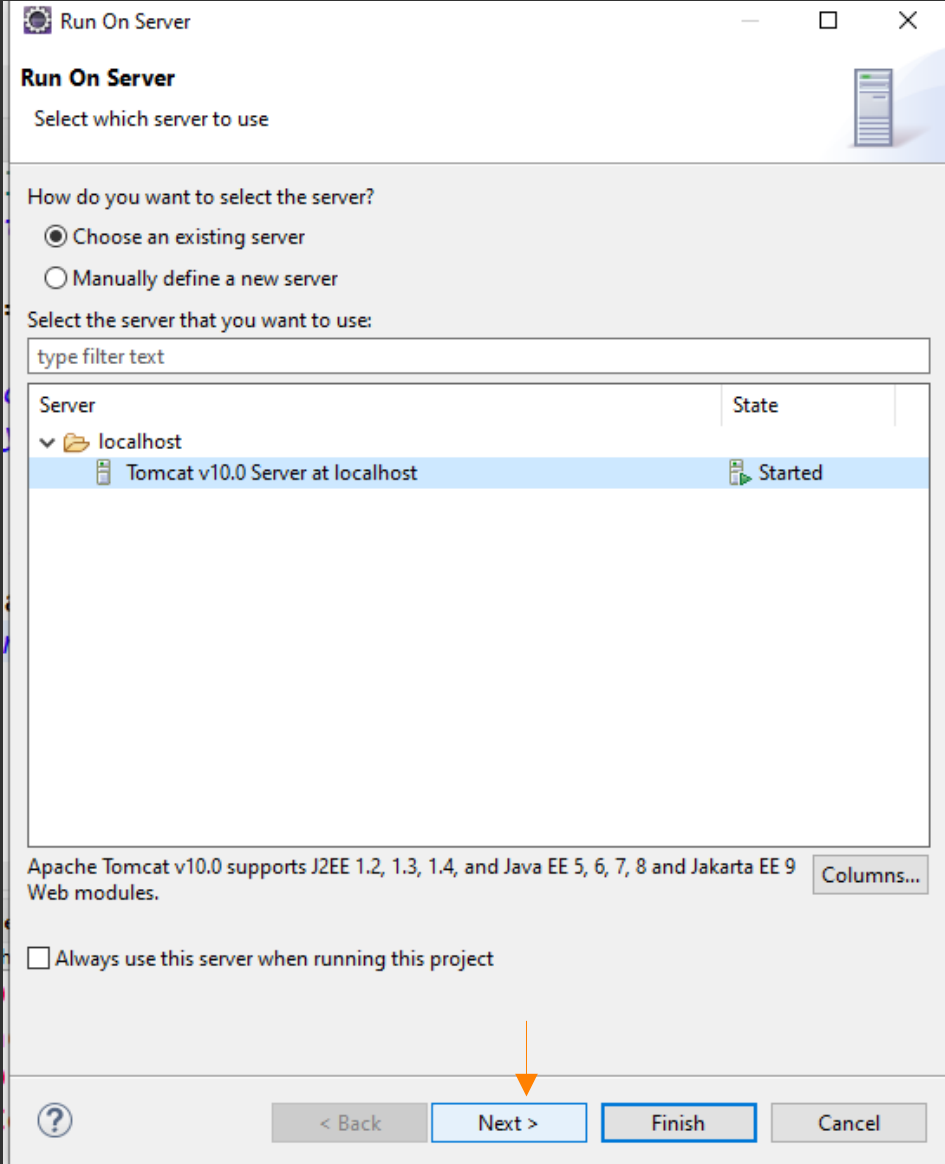 Run On Server
Run On Server
Select which server to use
How do you want to select the server?
Choose an existing server
Manually define a new server
Select the server that you want to use:
type filter text
Server State
localhost
Tomcat v10.0 Server at localhost Started
Apache Tomcat v10.0 supports J2EE 1.2, 1.3, 1.4, and Java EE 5, 6, 7, 8 and Jakarta EE 9
Web modules.
Columns...
Always use this server when running this project
? < Back Next > Finish Cancel